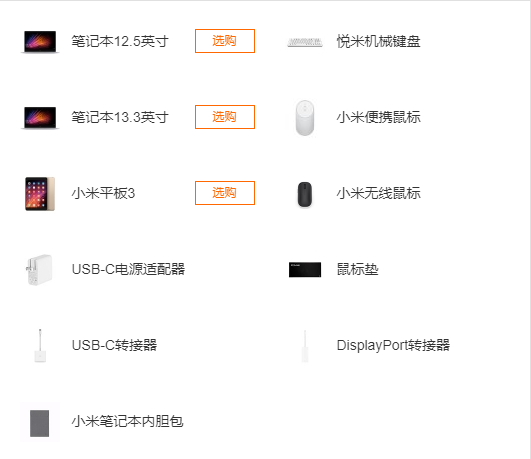 笔记本12.5英寸 选购 悦米机械键盘
笔记本13.3英寸 选购 小米便携鼠标
小米平板3 选购 小米无线鼠标
USB-C电源适配器 鼠标垫
USB-C转接器 DisplayPort转接器
小米笔记本内胆包